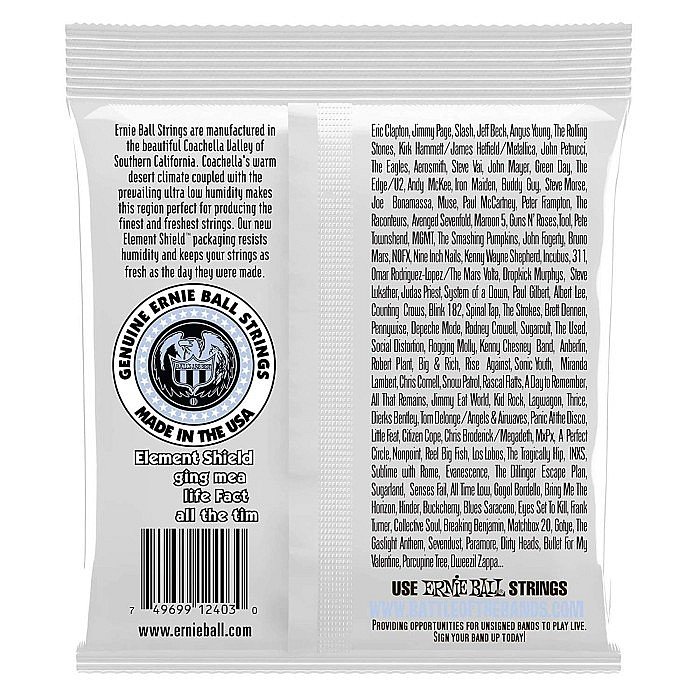 Ernie Ball Strings are manufactured in
the beautiful Coachella Valley of
Southern California. Coachella's warm
desert climate coupled with the
prevailing ultra low humidity makes
this region perfect for producing the
finest and freshest strings. Our new
Element Shield™ packaging resists
humidity and keeps your strings as
fresh as the day they were made.
GENUINE ERNIE BALL STRINGS
BALL & SONS
MADE IN THE USA
Element Shield
ging mea
life Fact
all the tim
7 49699 12403 0
www.ernieball.com
Eric Clapton, Jimmy Page, Slash, Jeff Beck, Angus Young, The Rolling
Stones, Kirk Hammett/James Hetfield/Metallica, John Petrucci,
The Eagles, Aerosmith, Steve Vai, John Mayer, Green Day, The
Edge/U2, Andy McKee, Iron Maiden, Buddy Guy, Steve Morse,
Joe Bonamassa, Muse, Paul McCartney, Peter Frampton, The
Raconteurs, Avenged Sevenfold, Maroon 5, Guns N' Roses,Tool, Pete
Townshend, MGMT, The Smashing Pumpkins, John Fogerty, Bruno
Mars, NOFX, Nine Inch Nails, Kenny Wayne Shepherd, Incubus, 311,
Omar Rodriguez-Lopez/The Mars Volta, Dropkick Murphys, Steve
Lukather, Judas Priest, System of a Down, Paul Gilbert, Albert Lee,
Counting Crows, Blink 182, Spinal Tap, The Strokes, Brett Dennen,
Pennywise, Depeche Mode, Rodney Crowell, Sugarcult, The Used,
Social Distortion, Flogging Molly, Kenny Chesney Band, Anberlin,
Robert Plant, Big & Rich, Rise Against, Sonic Youth, Miranda
Lambert, Chris Cornell, Snow Patrol, Rascal Flatts, A Day to Remember,
All That Remains, Jimmy Eat World, Kid Rock, Lagwagon, Thrice,
Dierks Bentley, Tom Delonge/Angels & Airwaves, Panic At the Disco,
Little Feat, Citizen Cope, Chris Broderick/Megadeth, MxPx, A Perfect
Circle, Nonpoint, Reel Big Fish, Los Lobos, The Tragically Hip, INXS,
Sublime with Rome, Evanescence, The Dillinger Escape Plan,
Sugarland, Senses Fail, All Time Low, Gogol Bordello, Bring Me The
Horizon, Kinder, Buckcherry, Blues Saraceno, Eyes Set To Kill, Frank
Turner, Collective Soul, Breaking Benjamin, Matchbox 20, Gotye, The
Gaslight Anthem, Sevendust, Paramore, Dirty Heads, Bullet For My
Valentine, Porcupine Tree, Dweezil Zappa...
USE ERNIE BALL STRINGS
WWW.BATTLEOFTHEBANDS.COM
PROVIDING OPPORTUNITIES FOR UNSIGNED BANDS TO PLAY LIVE.
SIGN YOUR BAND UP TODAY!